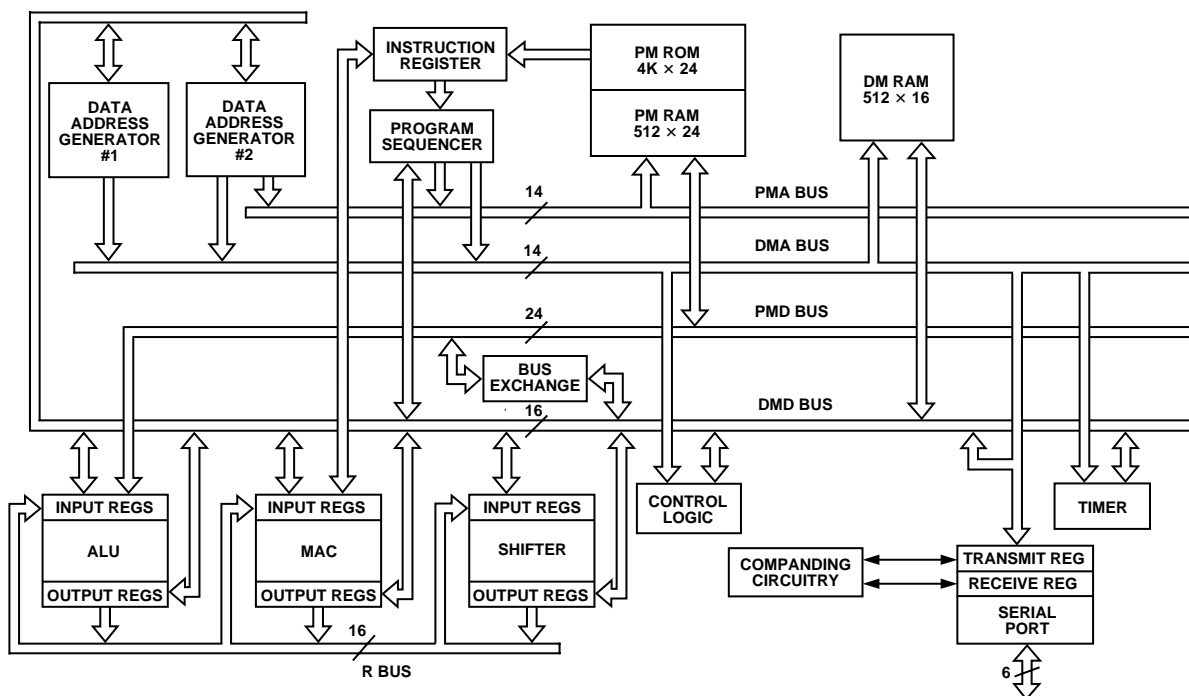 INSTRUCTION
REGISTER
PM ROM
4K × 24
DM RAM
512 × 16
DATA
ADDRESS
GENERATOR
#1
DATA
ADDRESS
GENERATOR
#2
PROGRAM
SEQUENCER
PM RAM
512 × 24
14
PMA BUS
14
DMA BUS
24
PMD BUS
BUS
EXCHANGE
16
DMD BUS
INPUT REGS
ALU
OUTPUT REGS
INPUT REGS
MAC
OUTPUT REGS
INPUT REGS
SHIFTER
OUTPUT REGS
CONTROL
LOGIC
TIMER
COMPANDING
CIRCUITRY
TRANSMIT REG
RECEIVE REG
SERIAL
PORT
16
R BUS
6